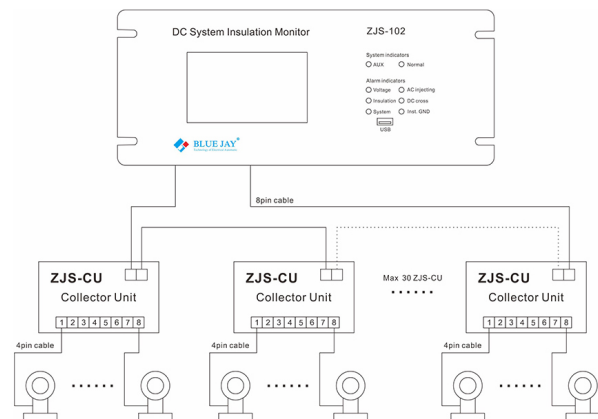 DC System Insulation Monitor
ZJS-102
System indicators
AUX Normal
Alarm indicators
Voltage AC injecting
Insulation DC cross
System Inst. GND
USB
BLUE JAY
8pin cable
ZJS-CU
Collector Unit
1 2 3 4 5 6 7 8
4pin cable
ZJS-CU
Collector Unit
1 2 3 4 5 6 7 8
4pin cable
Max 30 ZJS-CU
ZJS-CU
Collector Unit
1 2 3 4 5 6 7 8
4pin cable